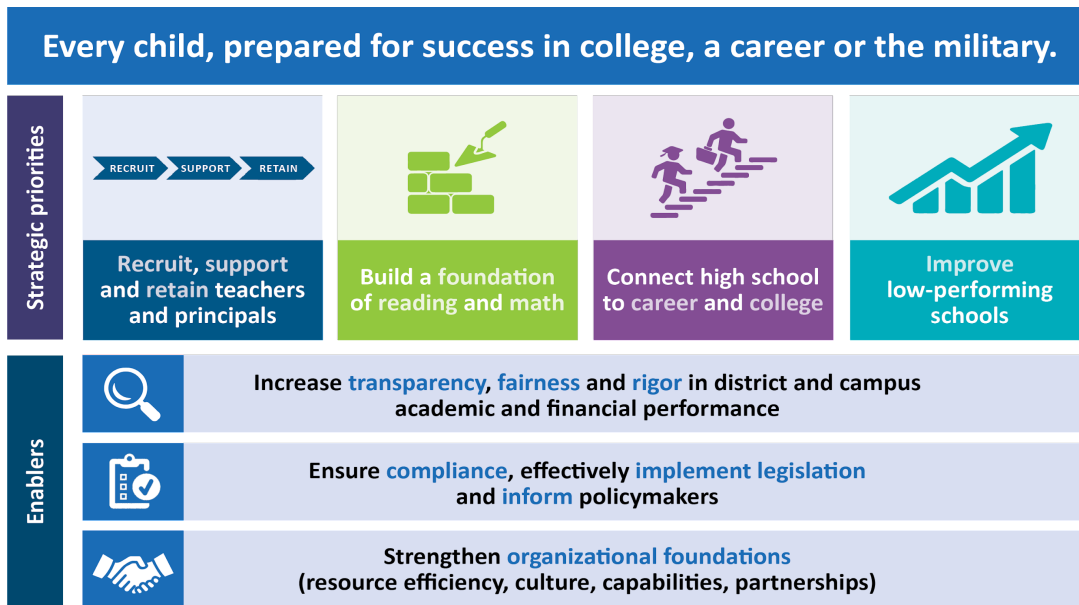 Every child, prepared for success in college, a career or the military.
Strategic priorities
RECRUIT
SUPPORT
RETAIN
Recruit, support
and retain teachers
and principals
Build a foundation
of reading and math
Connect high school
to career and college
Improve
low-performing
schools
Enablers
Increase transparency, fairness and rigor in district and campus
academic and financial performance
Ensure compliance, effectively implement legislation
and inform policymakers
Strengthen organizational foundations
(resource efficiency, culture, capabilities, partnerships)